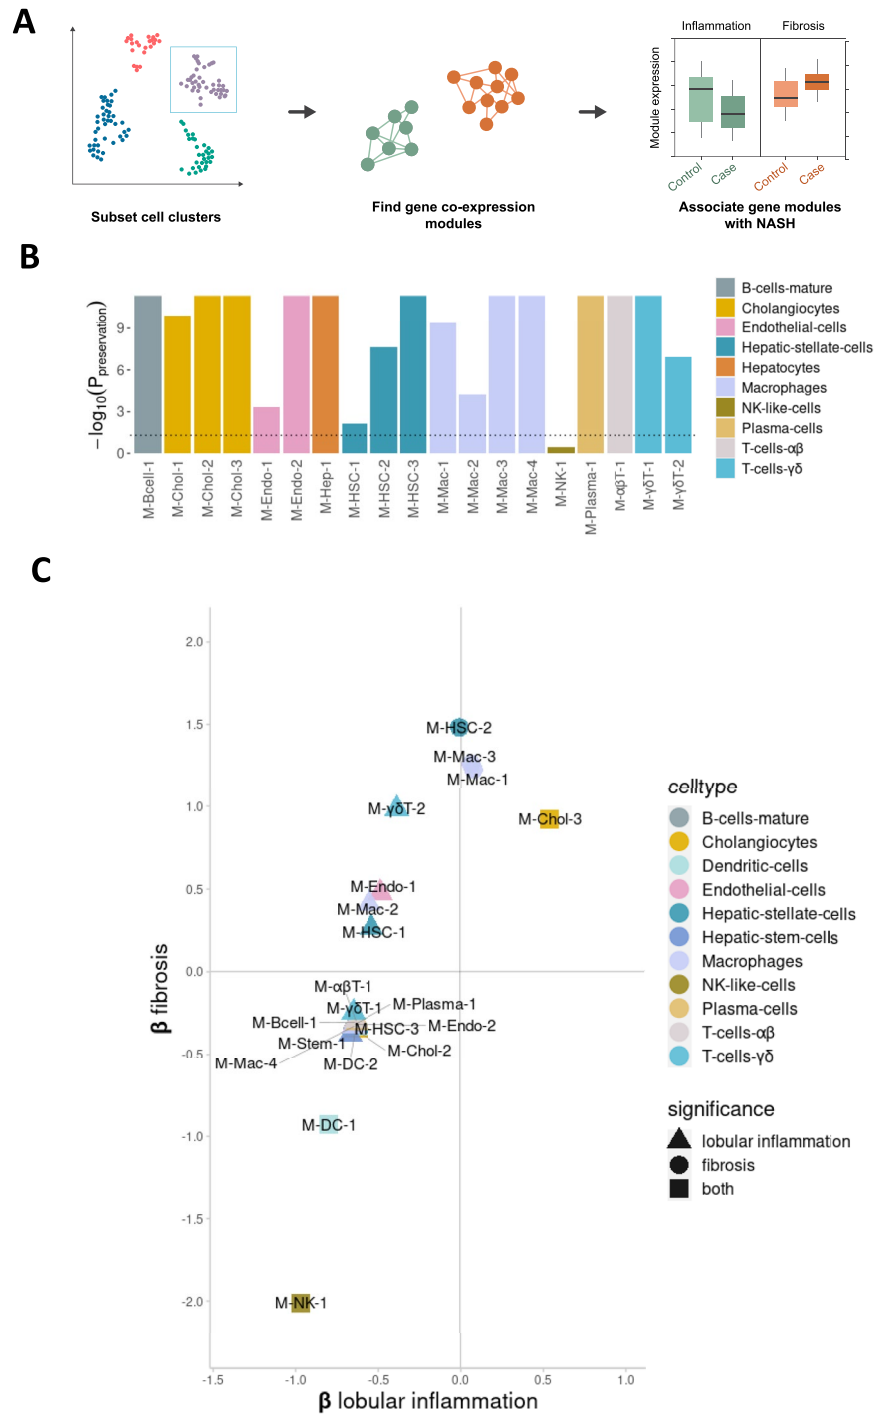 A
Inflammation
Fibrosis
Module expression
Control
Case
Control
Case
Subset cell clusters
Find gene co-expression
modules
Associate gene modules
with NASH
B
−log10(Ppreservation)
9
6
3
0
M-Bcell-1
M-Chol-1
M-Chol-2
M-Chol-3
M-Endo-1
M-Endo-2
M-Hep-1
M-HSC-1
M-HSC-2
M-HSC-3
M-Mac-1
M-Mac-2
M-Mac-3
M-Mac-4
M-NK-1
M-Plasma-1
M-αβT-1
M-γδT-1
M-γδT-2
B-cells-mature
Cholangiocytes
Endothelial-cells
Hepatic-stellate-cells
Hepatocytes
Macrophages
NK-like-cells
Plasma-cells
T-cells-αβ
T-cells-γδ
C
β fibrosis
2.0
1.5
1.0
0.5
0.0
-0.5
-1.0
-1.5
-2.0
M-HSC-2
M-Mac-3
M-Mac-1
M-γδT-2
M-Chol-3
M-Endo-1
M-Mac-2
M-HSC-1
M-αβT-1
M-γδT-1
M-Plasma-1
M-Bcell-1
M-HSC-3
M-Endo-2
M-Stem-1
M-Chol-2
M-Mac-4
M-DC-2
M-DC-1
M-NK-1
-1.5
-1.0
-0.5
0.0
0.5
1.0
β lobular inflammation
celltype
B-cells-mature
Cholangiocytes
Dendritic-cells
Endothelial-cells
Hepatic-stellate-cells
Hepatic-stem-cells
Macrophages
NK-like-cells
Plasma-cells
T-cells-αβ
T-cells-γδ
significance
lobular inflammation
fibrosis
both